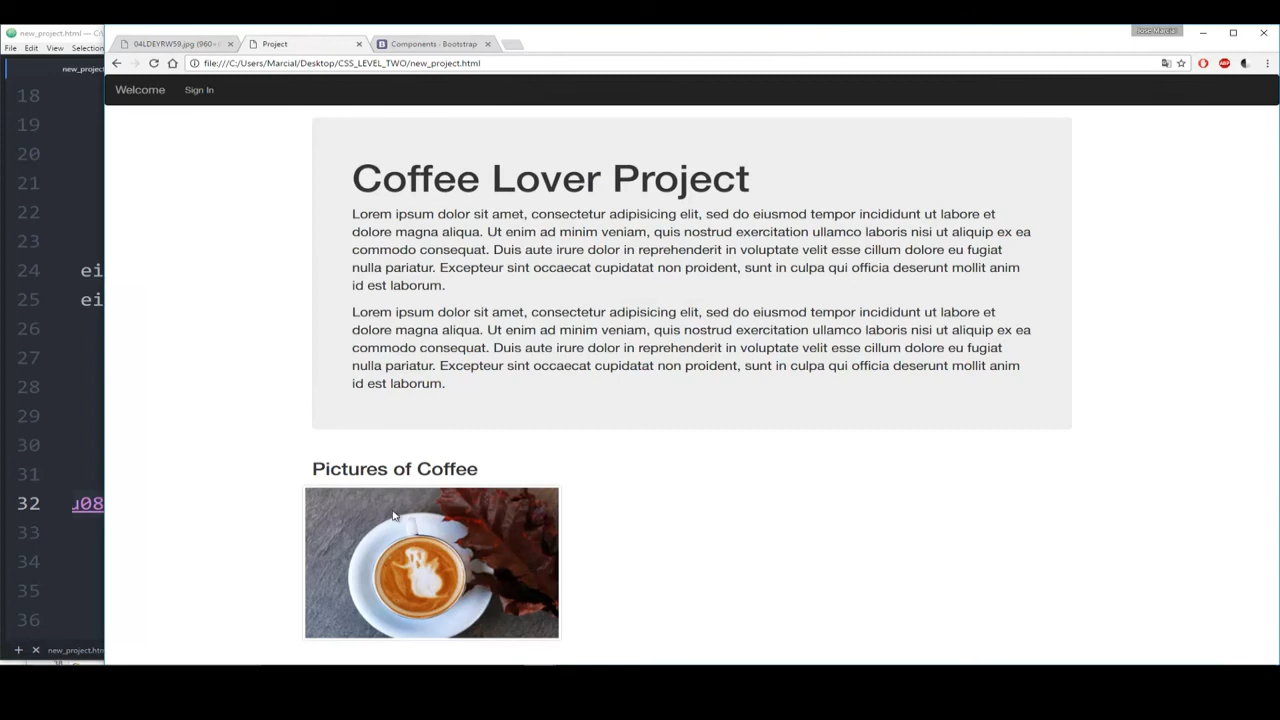 new_project.html — C:\
File Edit View Selection
new_project
18
19
20
21
22
23
24 ei
25 ei
26
27
28
29
30
31
32 u08
33
34
35
36
new_project.htm
Jose Marcial
04LDEYRW59.jpg (960×
Project
Components · Bootstrap
file:///C:/Users/Marcial/Desktop/CSS_LEVEL_TWO/new_project.html
Welcome Sign In
Coffee Lover Project
Lorem ipsum dolor sit amet, consectetur adipisicing elit, sed do eiusmod tempor incididunt ut labore et
dolore magna aliqua. Ut enim ad minim veniam, quis nostrud exercitation ullamco laboris nisi ut aliquip ex ea
commodo consequat. Duis aute irure dolor in reprehenderit in voluptate velit esse cillum dolore eu fugiat
nulla pariatur. Excepteur sint occaecat cupidatat non proident, sunt in culpa qui officia deserunt mollit anim
id est laborum.
Lorem ipsum dolor sit amet, consectetur adipisicing elit, sed do eiusmod tempor incididunt ut labore et
dolore magna aliqua. Ut enim ad minim veniam, quis nostrud exercitation ullamco laboris nisi ut aliquip ex ea
commodo consequat. Duis aute irure dolor in reprehenderit in voluptate velit esse cillum dolore eu fugiat
nulla pariatur. Excepteur sint occaecat cupidatat non proident, sunt in culpa qui officia deserunt mollit anim
id est laborum.
Pictures of Coffee